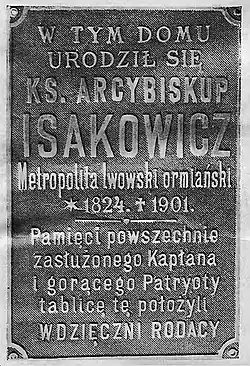 W TYM DOMU
URODZIŁ SIĘ
KS. ARCYBISKUP
ISAKOWICZ
Metropolita lwowski ormiański
* 1824. † 1901.
Pamięci powszechnie
zasłużonego Kapłana
i gorącego Patryoty
tablicę tę położyli
WDZIĘCZNI RODACY